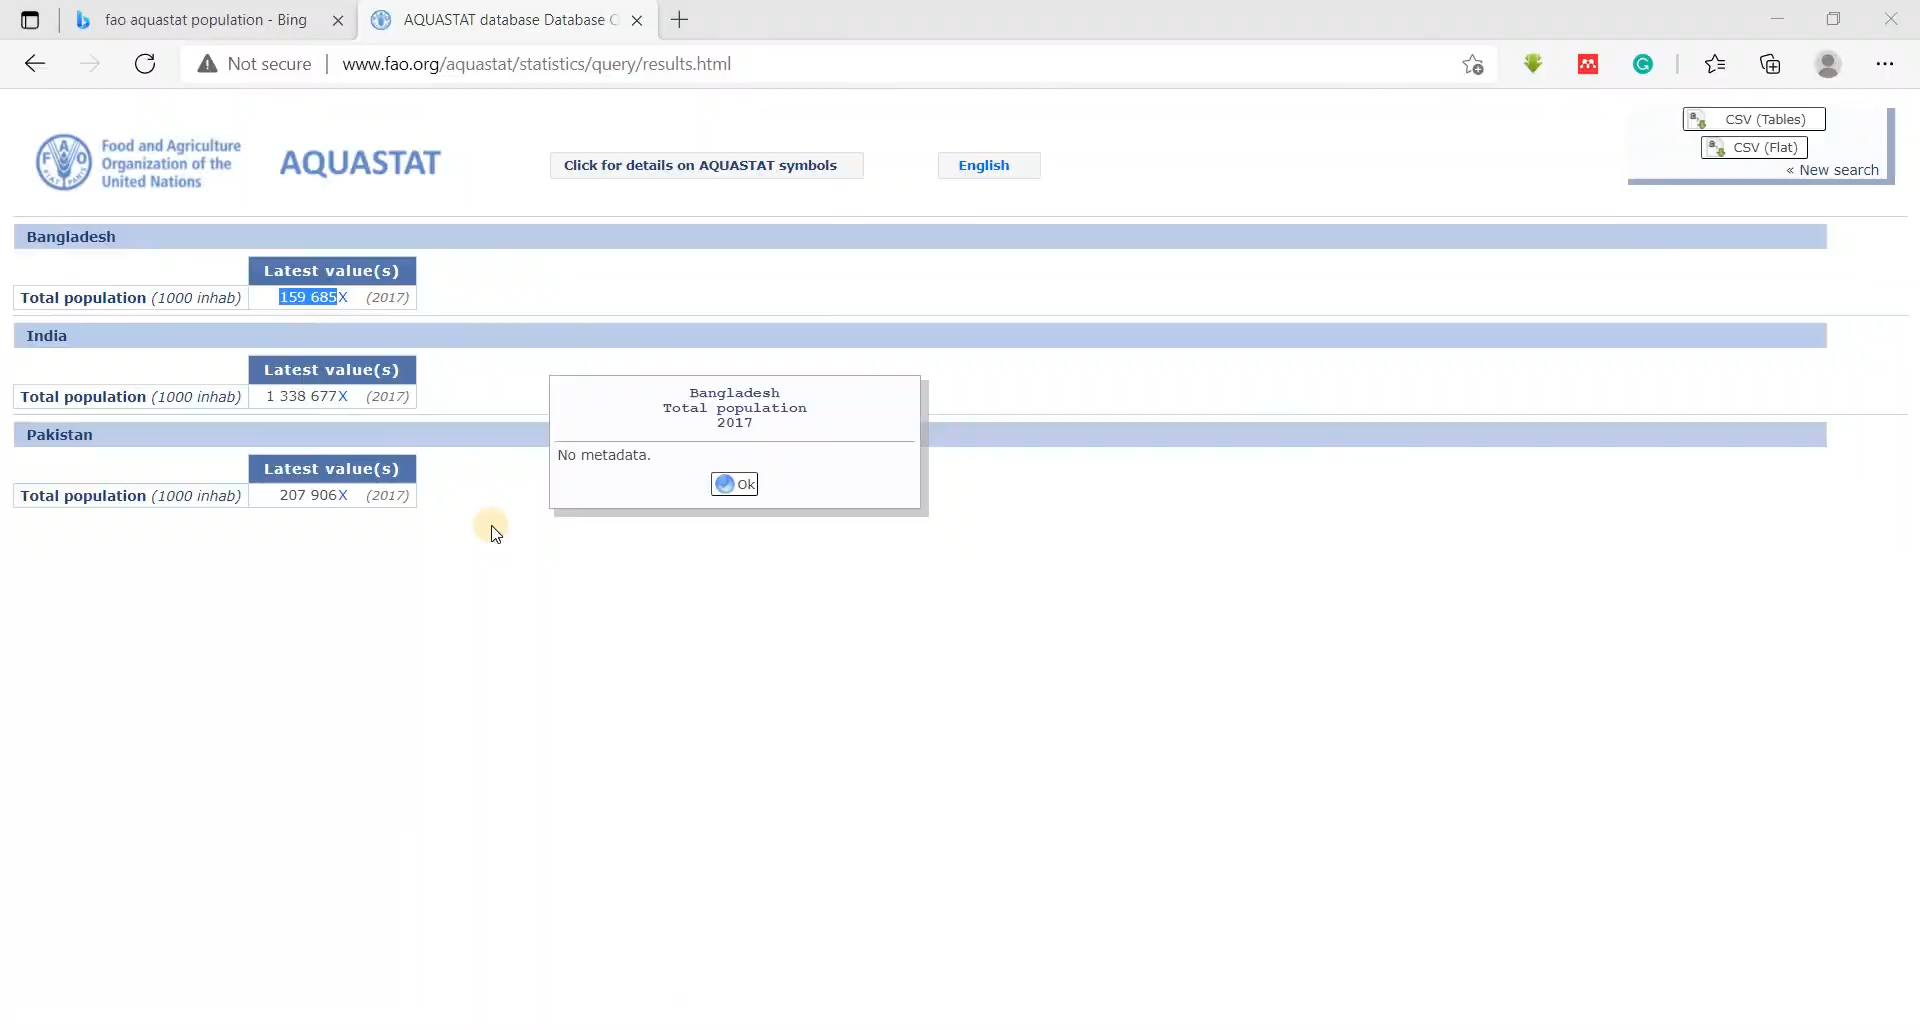 fao aquastat population - Bing
AQUASTAT database Database
Not secure
www.fao.org/aquastat/statistics/query/results.html
CSV (Tables)
CSV (Flat)
« New search
Food and Agriculture
Organization of the
United Nations
FAO
FIAT PANIS
AQUASTAT
Click for details on AQUASTAT symbols
English
Bangladesh
Latest value(s)
Total population (1000 inhab) 159 685X (2017)
India
Latest value(s)
Total population (1000 inhab) 1 338 677X (2017)
Pakistan
Latest value(s)
Total population (1000 inhab) 207 906X (2017)
Bangladesh
Total population
2017
No metadata.
Ok